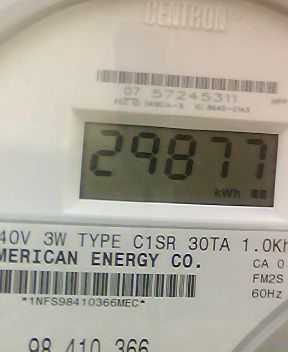 CENTRON®
07 57245311
29877
kWh
40V 3W TYPE C1SR 30TA 1.0Kh
MERICAN ENERGY CO.
CA 0
FM2S
60Hz
*1NFS98410366MEC*
98 410 366